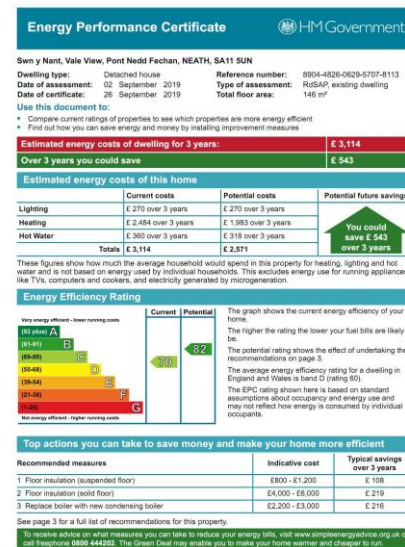 Energy Performance Certificate
HM Government
Swn y Nant, Vale View, Pont Nedd Fechan, NEATH, SA11 5UN
Dwelling type: Detached house Reference number: 8904-4826-0629-5707-8113
Date of assessment: 02 September 2019 Type of assessment: RdSAP, existing dwelling
Date of certificate: 26 September 2019 Total floor area: 146 m²
Use this document to:
• Compare current ratings of properties to see which properties are more energy efficient
• Find out how you can save energy and money by installing improvement measures
Estimated energy costs of dwelling for 3 years: £ 3,114
Over 3 years you could save £ 543
Estimated energy costs of this home
Current costs Potential costs Potential future savings
Lighting £ 270 over 3 years £ 270 over 3 years
Heating £ 2,484 over 3 years £ 1,983 over 3 years
Hot Water £ 360 over 3 years £ 318 over 3 years
Totals £ 3,114 £ 2,571
You could
save £ 543
over 3 years
These figures show how much the average household would spend in this property for heating, lighting and hot
water and is not based on energy used by individual households. This excludes energy use for running appliances
like TVs, computers and cookers, and electricity generated by microgeneration.
Energy Efficiency Rating
Current Potential
Very energy efficient - lower running costs
(92 plus) A
(81-91) B
(69-80) C
(55-68) D
(39-54) E
(21-38) F
(1-20) G
Not energy efficient - higher running costs
70
82
The graph shows the current energy efficiency of your
home.
The higher the rating the lower your fuel bills are likely
be.
The potential rating shows the effect of undertaking the
recommendations on page 3.
The average energy efficiency rating for a dwelling in
England and Wales is band D (rating 60).
The EPC rating shown here is based on standard
assumptions about occupancy and energy use and
may not reflect how energy is consumed by individual
occupants.
Top actions you can take to save money and make your home more efficient
Recommended measures Indicative cost Typical savings
over 3 years
1 Floor insulation (suspended floor) £800 - £1,200 £ 108
2 Floor insulation (solid floor) £4,000 - £6,000 £ 219
3 Replace boiler with new condensing boiler £2,200 - £3,000 £ 216
See page 3 for a full list of recommendations for this property.
To receive advice on what measures you can take to reduce your energy bills, visit www.simpleenergyadvice.org.uk o
call freephone 0800 444202. The Green Deal may enable you to make your home warmer and cheaper to run.